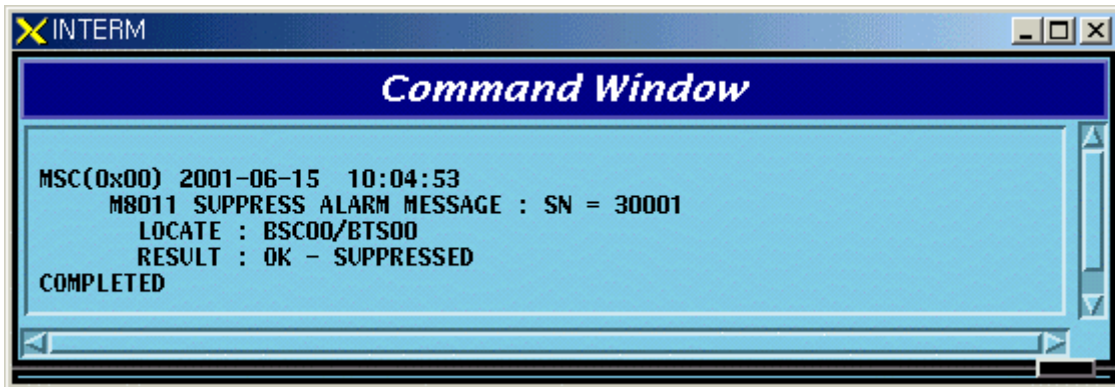 INTERM
Command Window
MSC(0x00) 2001-06-15 10:04:53
M8011 SUPPRESS ALARM MESSAGE : SN = 30001
LOCATE : BSC00/BTS00
RESULT : OK - SUPPRESSED
COMPLETED